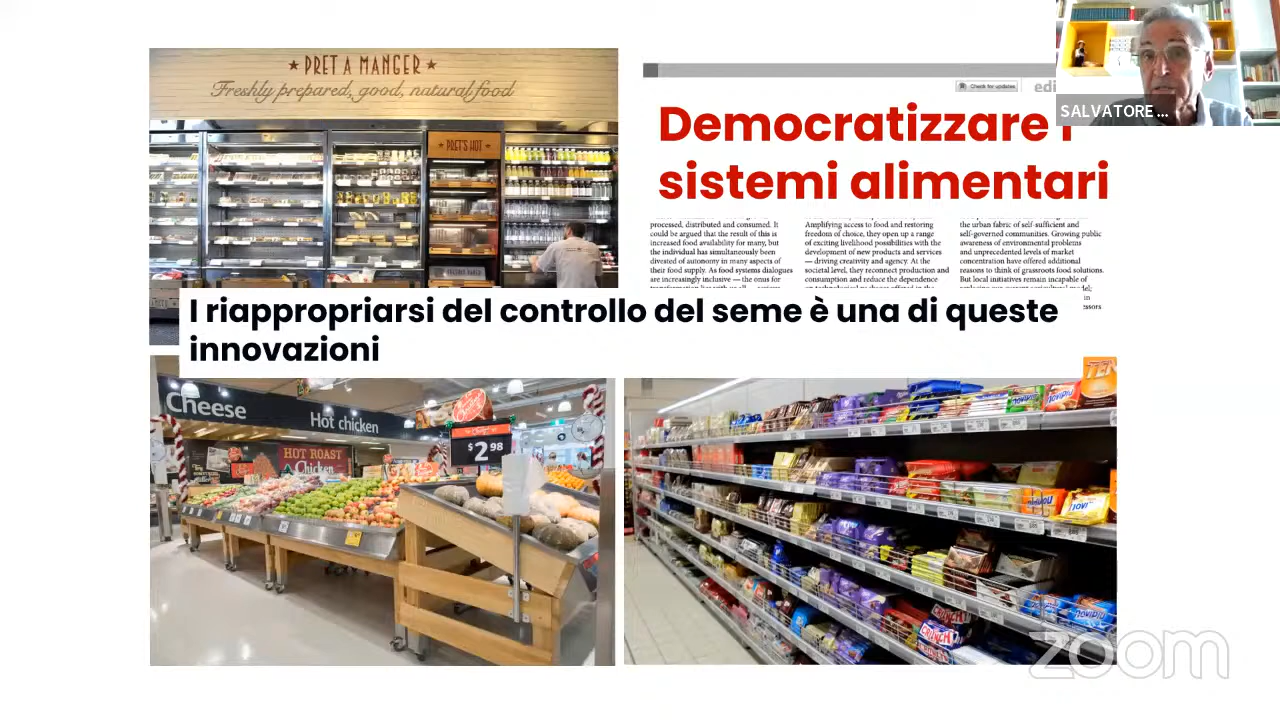 PRET A MANGER
Freshly prepared, good, natural food
PRET'S HOT
Check for updates
edi
SALVATORE ...
Democratizzare i
sistemi alimentari
processed, distributed and consumed. It
could be argued that the result of this is
increased food availability for many, but
the individual has simultaneously been
divested of autonomy in many aspects of
their food supply. As food systems dialogues
are increasingly inclusive — the onus for
Amplifying access to food and restoring
freedom of choice, they open up a range
of exciting livelihood possibilities with the
development of new products and services
— driving creativity and agency. At the
societal level, they reconnect production and
consumption and reduce the dependence
the urban fabric of self-sufficient and
self-governed communities. Growing public
awareness of environmental problems
and unprecedented levels of market
concentration have offered additional
reasons to think of grassroots food solutions.
But local initiatives remain incapable of
in
I riappropriarsi del controllo del seme è una di queste
innovazioni
Cheese
Hot chicken
HOT ROAST
Chicken
$2 98
CRUNCH
zoom